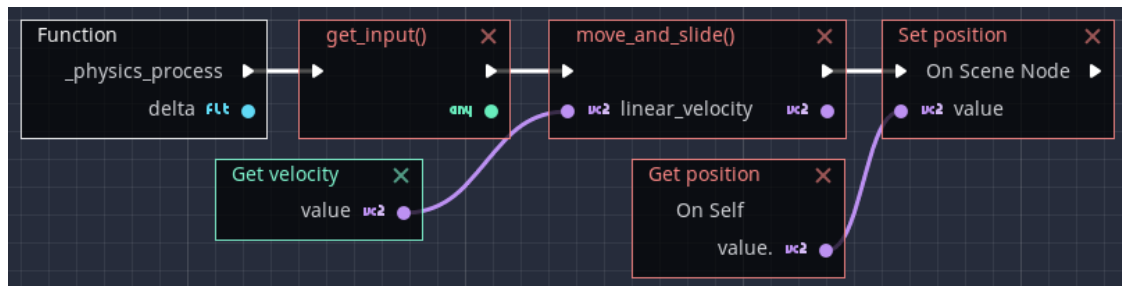 Function
_physics_process
delta flt
get_input()
any
move_and_slide()
vc2 linear_velocity vc2
Set position
On Scene Node
vc2 value
Get velocity
value vc2
Get position
On Self
value. vc2